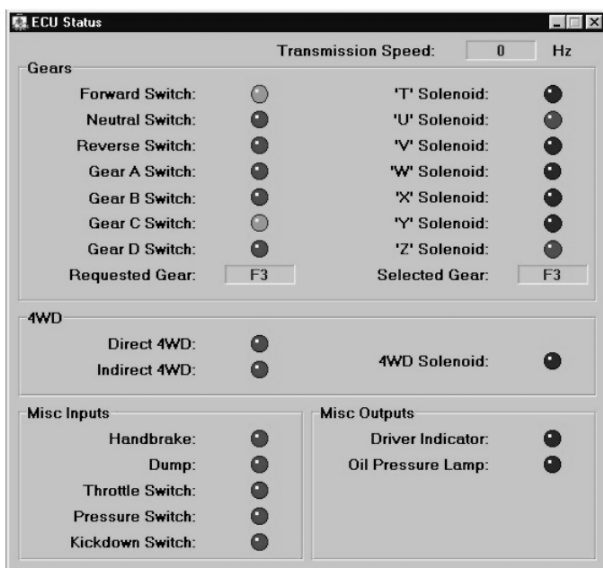 ECU Status
Transmission Speed: 0 Hz
Gears
Forward Switch: 'T' Solenoid:
Neutral Switch: 'U' Solenoid:
Reverse Switch: 'V' Solenoid:
Gear A Switch: 'W' Solenoid:
Gear B Switch: 'X' Solenoid:
Gear C Switch: 'Y' Solenoid:
Gear D Switch: 'Z' Solenoid:
Requested Gear: F3 Selected Gear: F3
4WD
Direct 4WD:
Indirect 4WD:
4WD Solenoid:
Misc Inputs
Handbrake:
Dump:
Throttle Switch:
Pressure Switch:
Kickdown Switch:
Misc Outputs
Driver Indicator:
Oil Pressure Lamp: